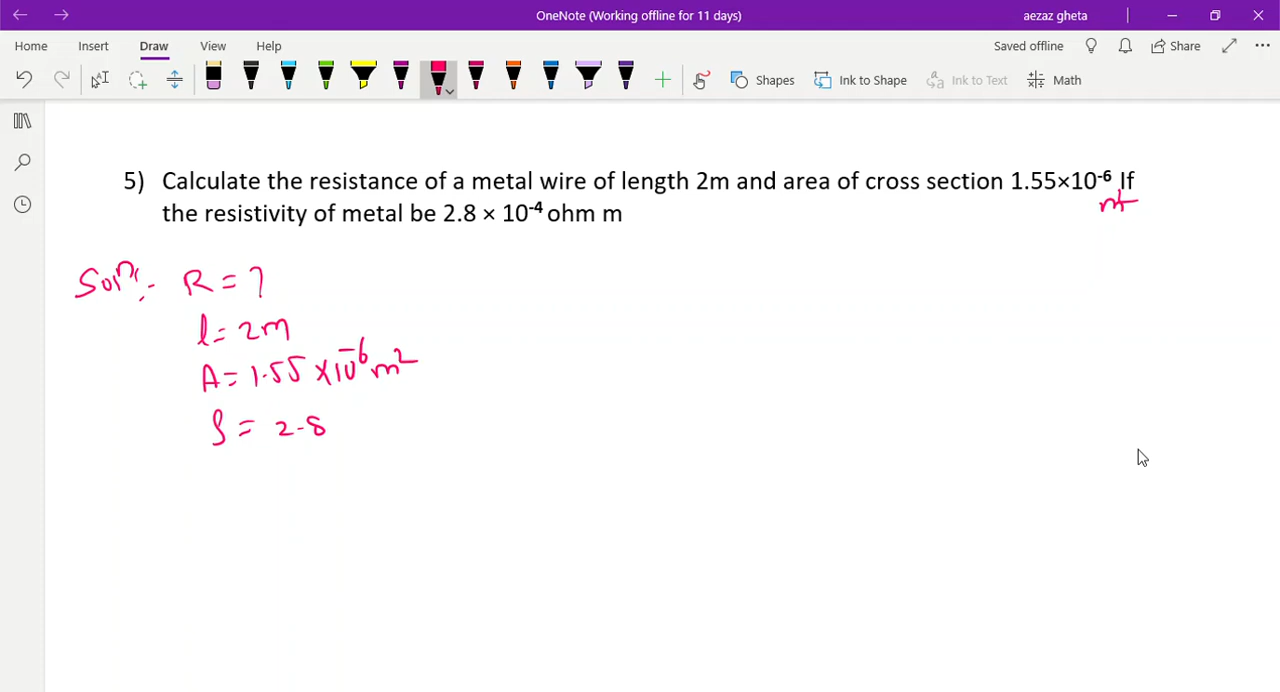 OneNote (Working offline for 11 days)
aezaz gheta
Home Insert Draw View Help
Saved offline Share
Shapes Ink to Shape Ink to Text Math
5) Calculate the resistance of a metal wire of length 2m and area of cross section 1.55×10⁻⁶ If
m²
the resistivity of metal be 2.8 × 10⁻⁴ ohm m
Solⁿ:- R = ?
l = 2m
A = 1.55 × 10⁻⁶ m²
ρ = 2.8